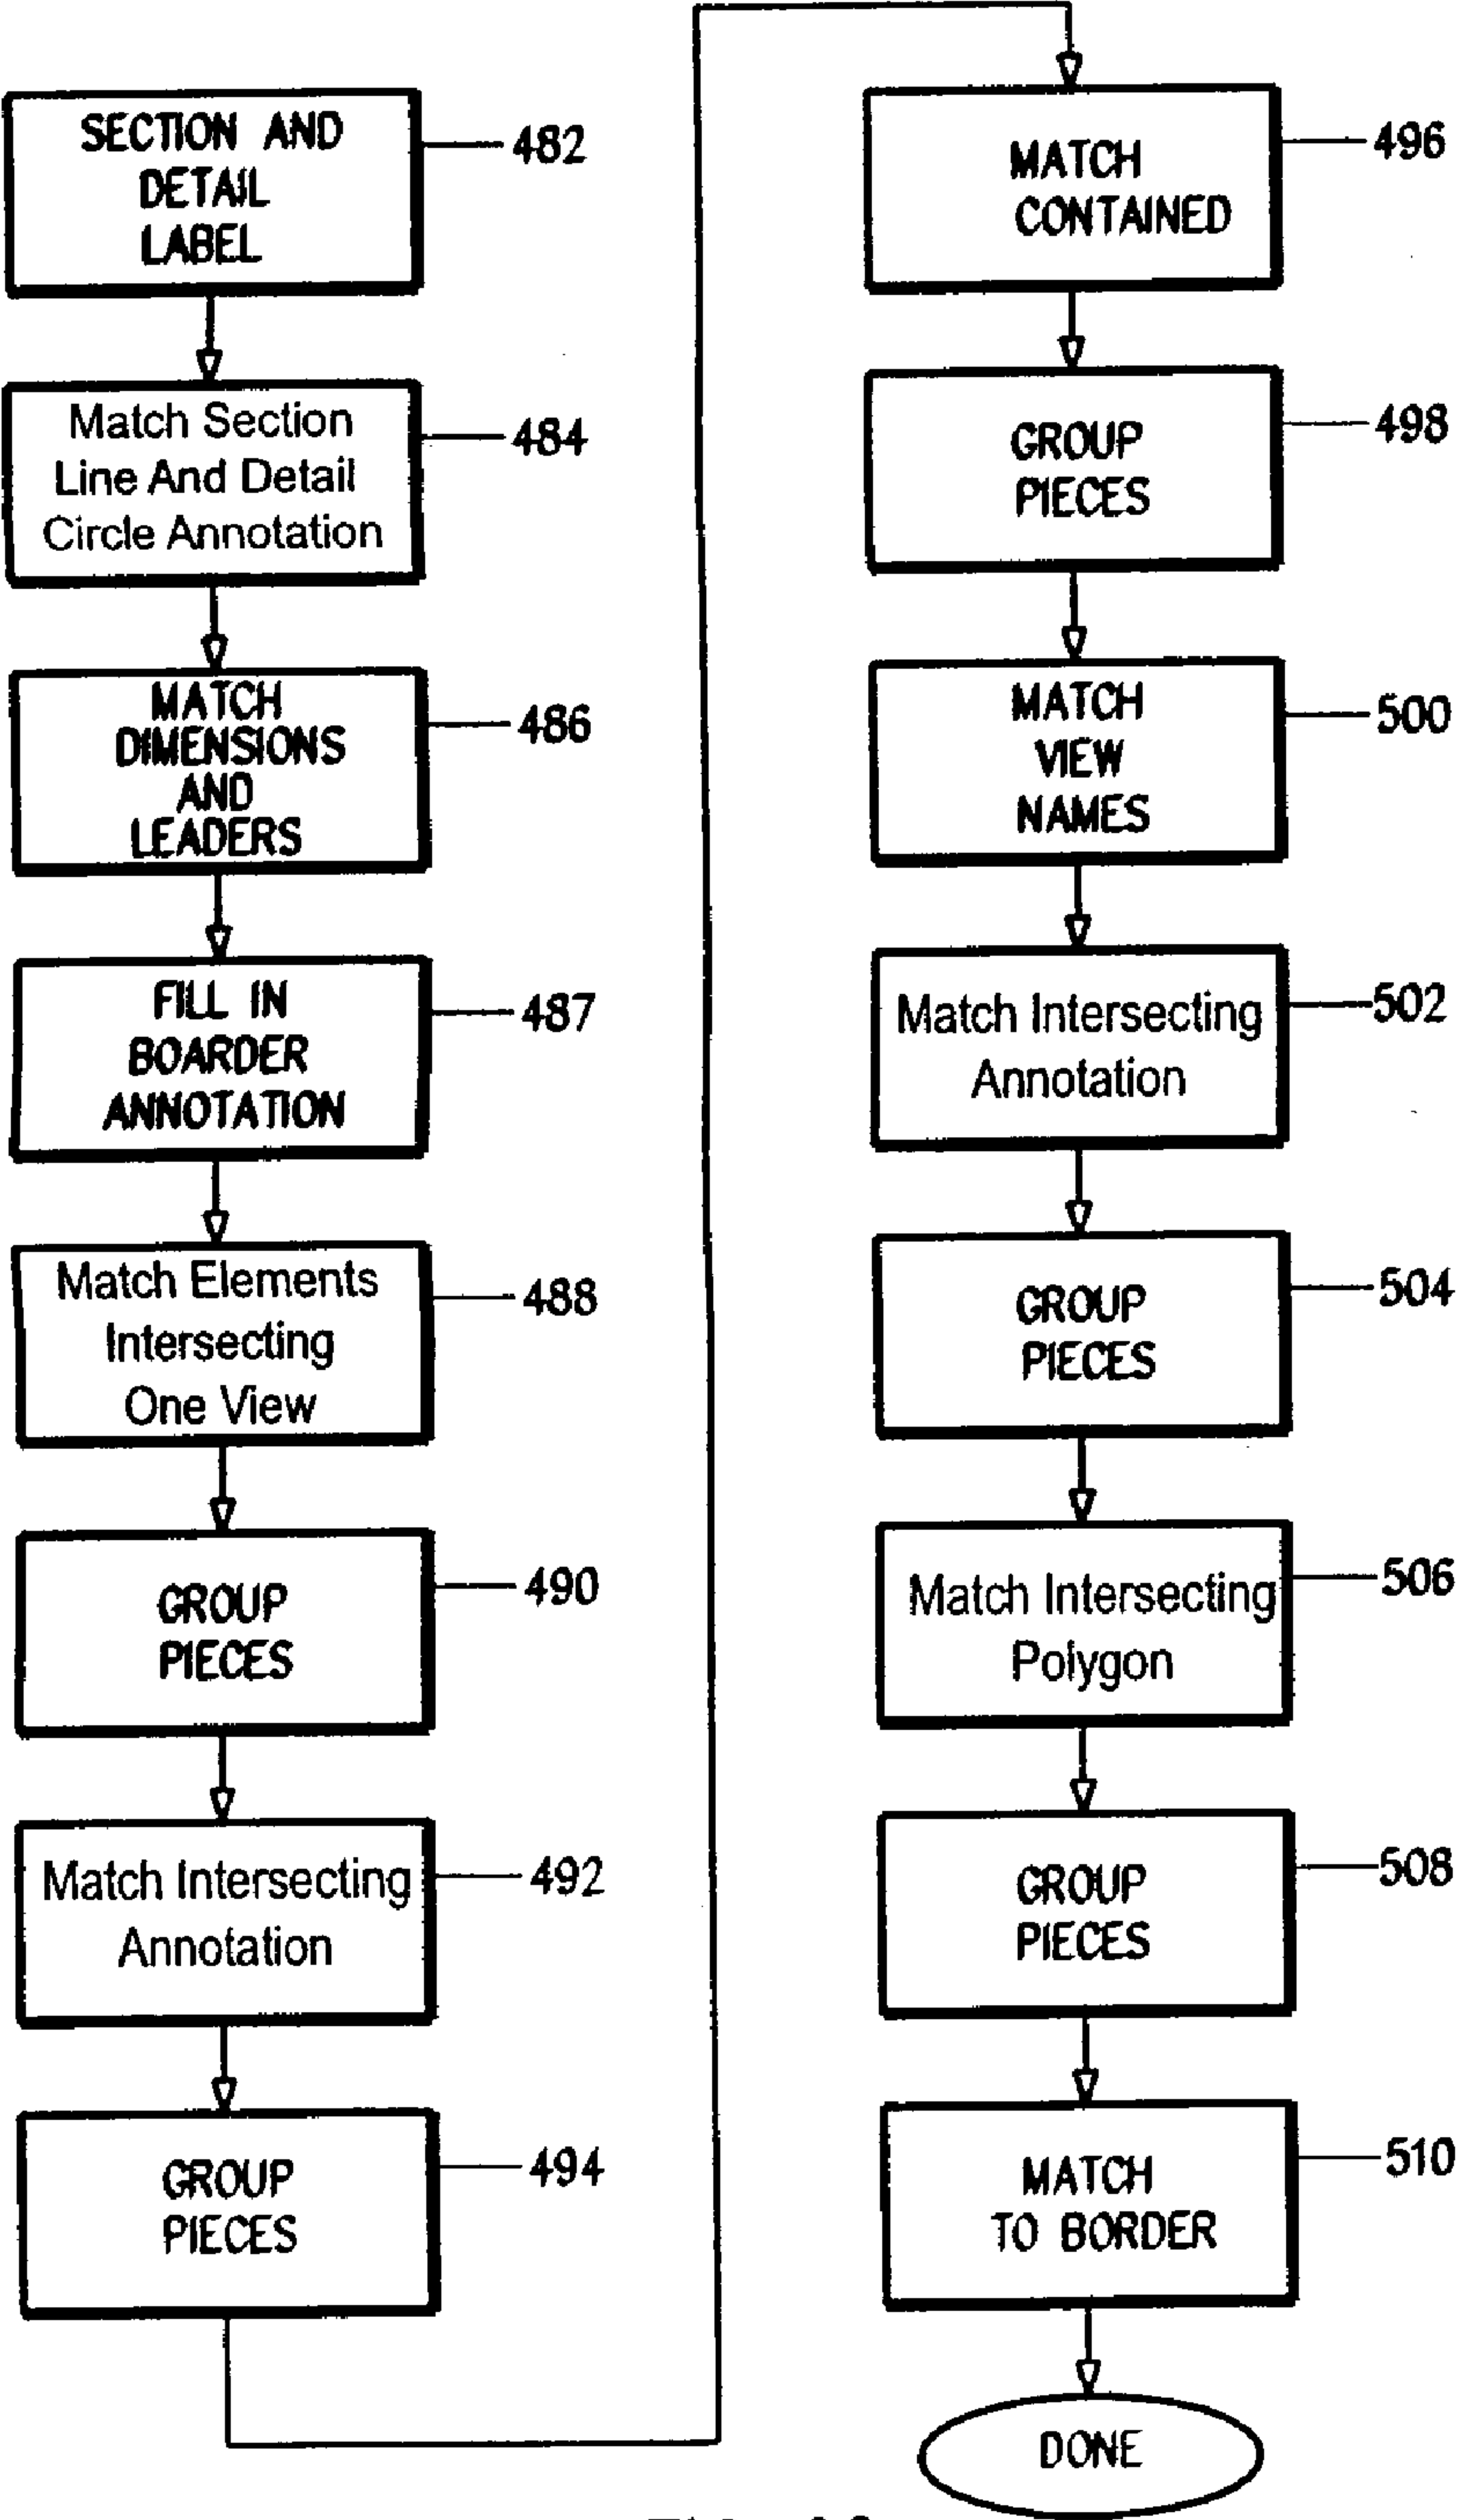 SECTION AND
DETAIL
LABEL
482
Match Section
Line And Detail
Circle Annotation
484
MATCH
DIMENSIONS
AND
LEADERS
486
FILL IN
BOARDER
ANNOTATION
487
Match Elements
Intersecting
One View
488
GROUP
PIECES
490
Match Intersecting
Annotation
492
GROUP
PIECES
494
MATCH
CONTAINED
496
GROUP
PIECES
498
MATCH
VIEW
NAMES
500
Match Intersecting
Annotation
502
GROUP
PIECES
504
Match Intersecting
Polygon
506
GROUP
PIECES
508
MATCH
TO BORDER
510
DONE